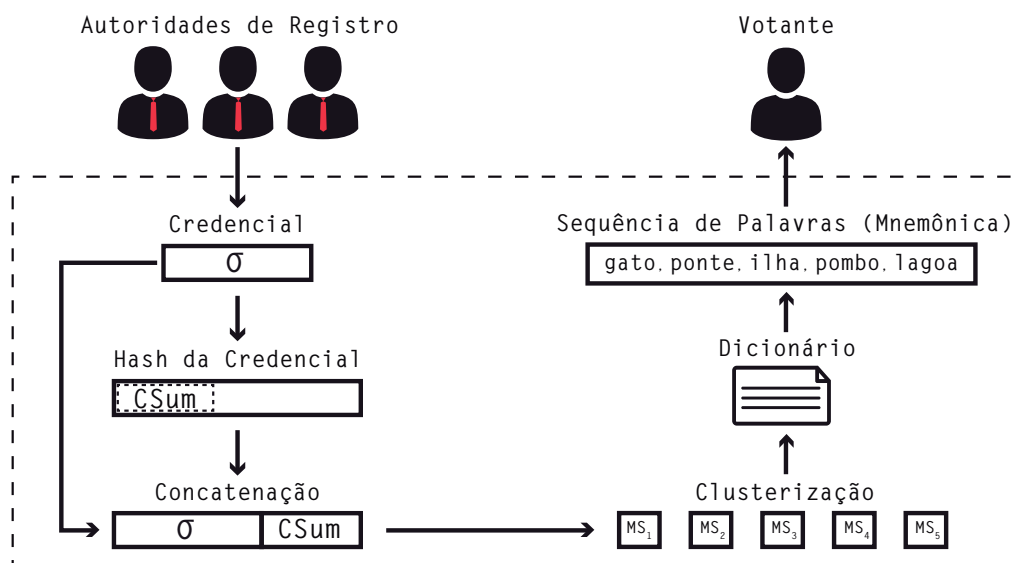 Autoridades de Registro
Votante
Credencial
σ
Hash da Credencial
CSum
Concatenação
σ CSum
Sequência de Palavras (Mnemônica)
gato, ponte, ilha, pombo, lagoa
Dicionário
Clusterização
MS₁ MS₂ MS₃ MS₄ MS₅